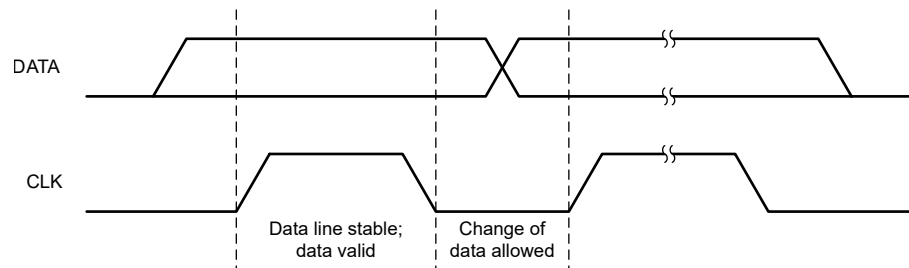 DATA
CLK
Data line stable;
data valid
Change of
data allowed